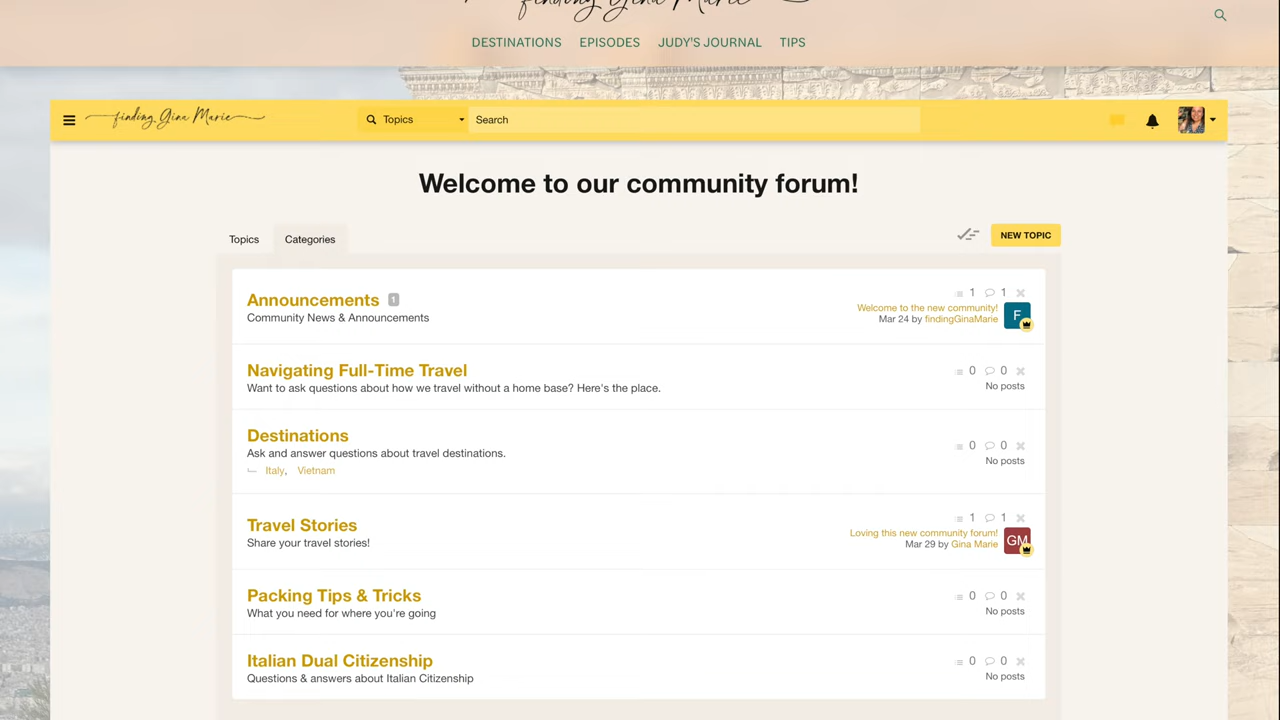 finding Gina Marie
DESTINATIONS EPISODES JUDY'S JOURNAL TIPS
finding Gina Marie
Topics
Search
Welcome to our community forum!
Topics
Categories
NEW TOPIC
Announcements 1
Community News & Announcements
1 1
Welcome to the new community!
Mar 24 by findingGinaMarie
F
Navigating Full-Time Travel
Want to ask questions about how we travel without a home base? Here's the place.
0 0
No posts
Destinations
Ask and answer questions about travel destinations.
Italy, Vietnam
0 0
No posts
Travel Stories
Share your travel stories!
1 1
Loving this new community forum!
Mar 29 by Gina Marie
GM
Packing Tips & Tricks
What you need for where you're going
0 0
No posts
Italian Dual Citizenship
Questions & answers about Italian Citizenship
0 0
No posts